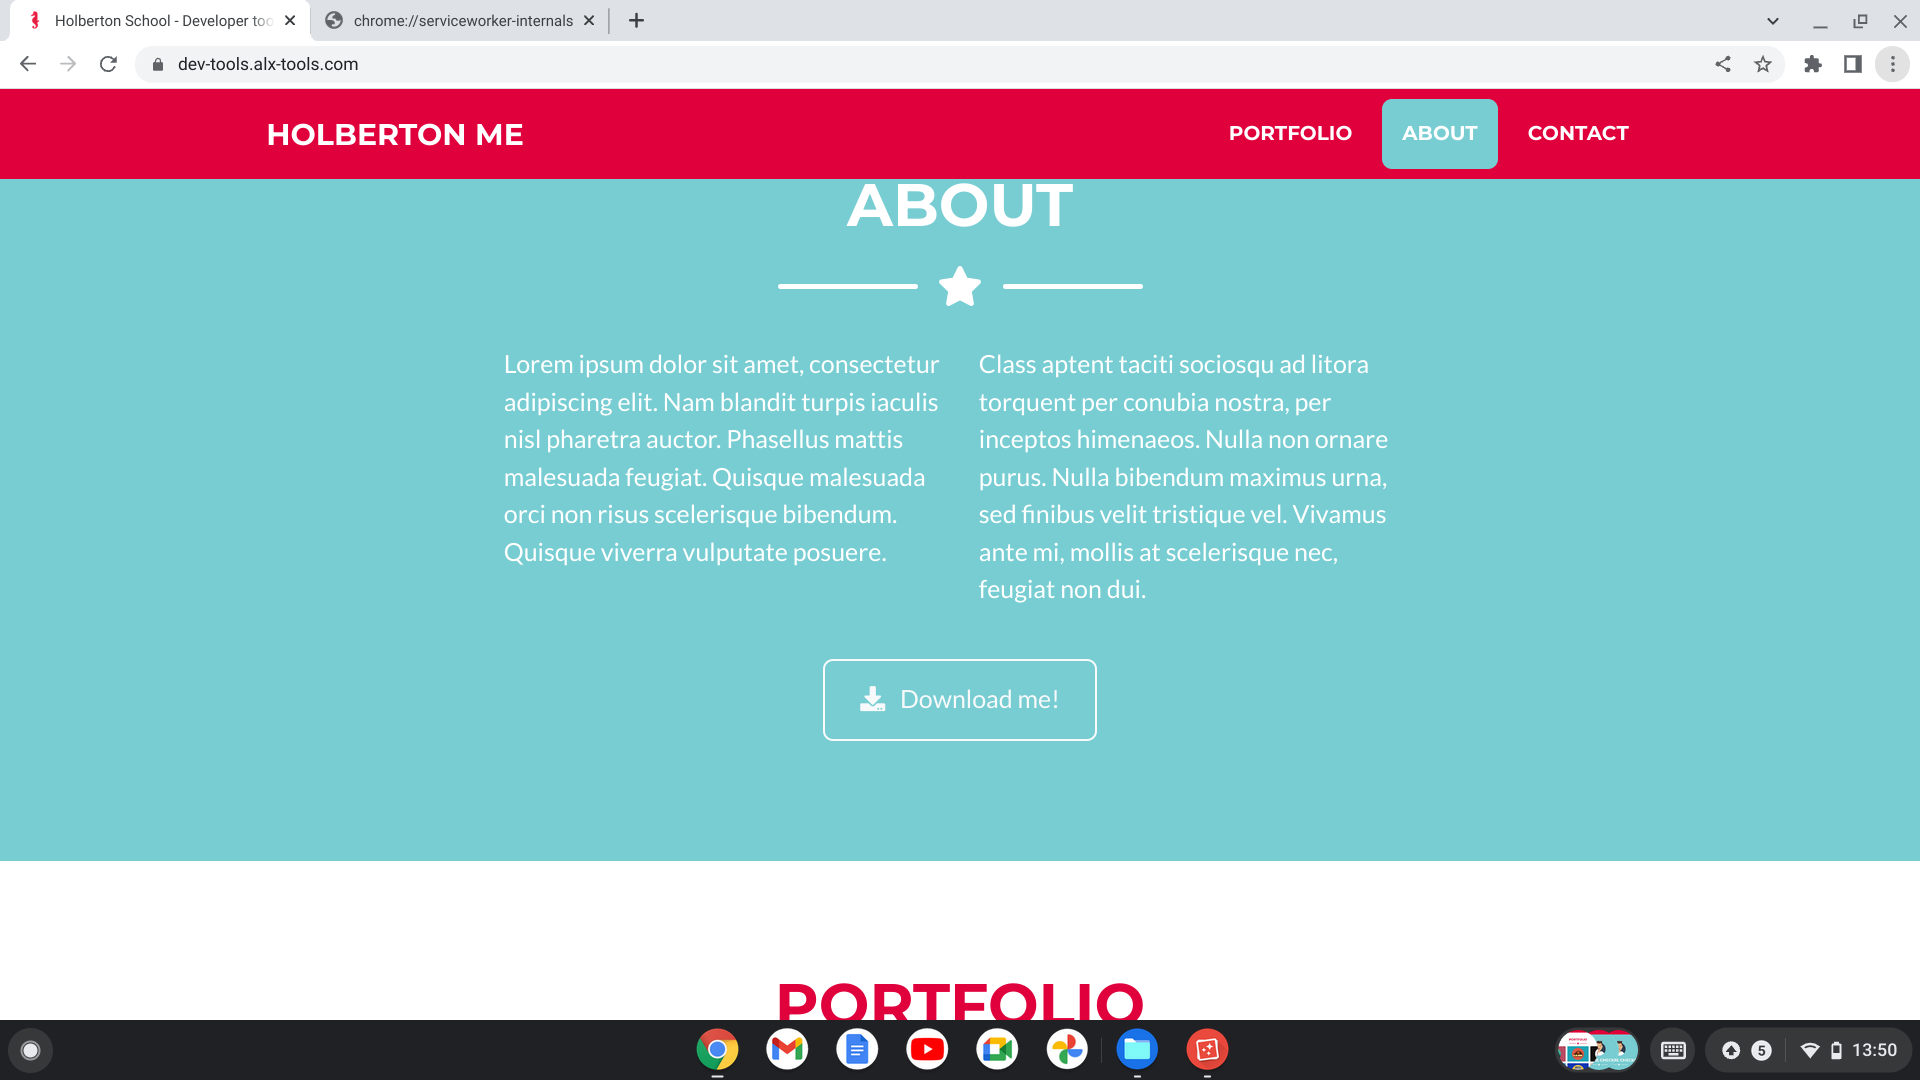 Holberton School - Developer too
chrome://serviceworker-internals
dev-tools.alx-tools.com
HOLBERTON ME
PORTFOLIO
ABOUT
CONTACT
ABOUT
Lorem ipsum dolor sit amet, consectetur
adipiscing elit. Nam blandit turpis iaculis
nisl pharetra auctor. Phasellus mattis
malesuada feugiat. Quisque malesuada
orci non risus scelerisque bibendum.
Quisque viverra vulputate posuere.
Class aptent taciti sociosqu ad litora
torquent per conubia nostra, per
inceptos himenaeos. Nulla non ornare
purus. Nulla bibendum maximus urna,
sed finibus velit tristique vel. Vivamus
ante mi, mollis at scelerisque nec,
feugiat non dui.
Download me!
PORTFOLIO
5
13:50